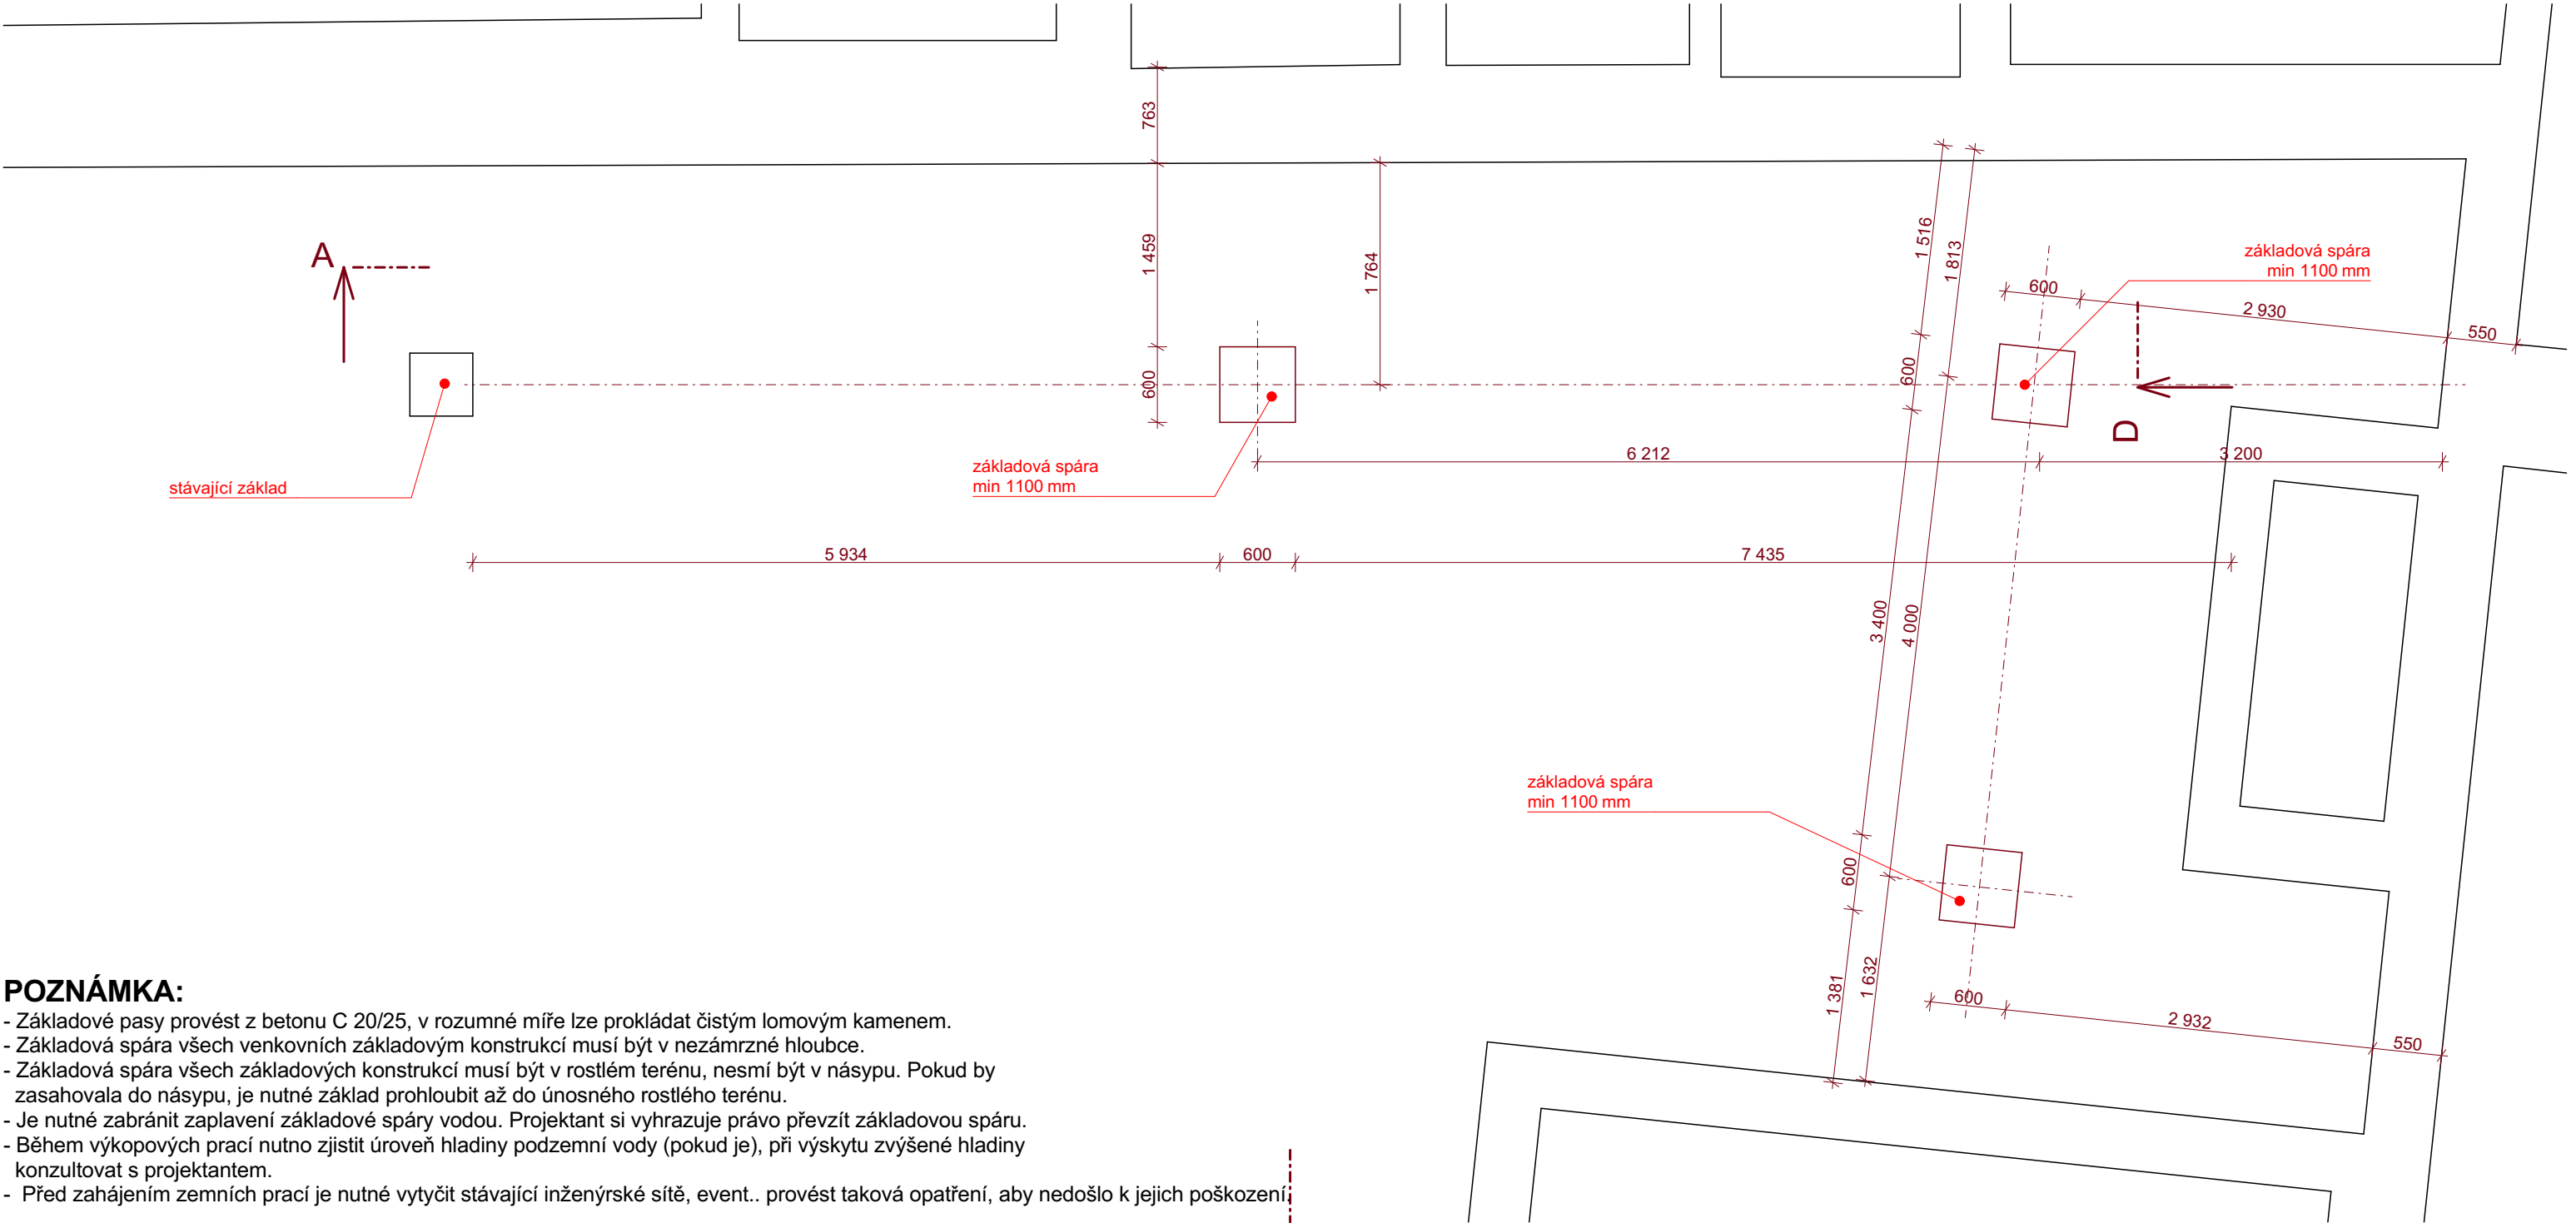 763
1 459
1 764
1 516
1 813
A
základová spára
min 1100 mm
600
2 930
550
600
600
D
6 212
3 200
základová spára
min 1100 mm
stávající základ
5 934
600
7 435
3 400
4 000
základová spára
min 1100 mm
600
1 381
1 632
600
2 932
550
POZNÁMKA:
- Základové pasy provést z betonu C 20/25, v rozumné míře lze prokládat čistým lomovým kamenem.
- Základová spára všech venkovních základovým konstrukcí musí být v nezámrzné hloubce.
- Základová spára všech základových konstrukcí musí být v rostlém terénu, nesmí být v násypu. Pokud by
zasahovala do násypu, je nutné základ prohloubit až do únosného rostlého terénu.
- Je nutné zabránit zaplavení základové spáry vodou. Projektant si vyhrazuje právo převzít základovou spáru.
- Během výkopových prací nutno zjistit úroveň hladiny podzemní vody (pokud je), při výskytu zvýšené hladiny
konzultovat s projektantem.
- Před zahájením zemních prací je nutné vytyčit stávající inženýrské sítě, event.. provést taková opatření, aby nedošlo k jejich poškození.